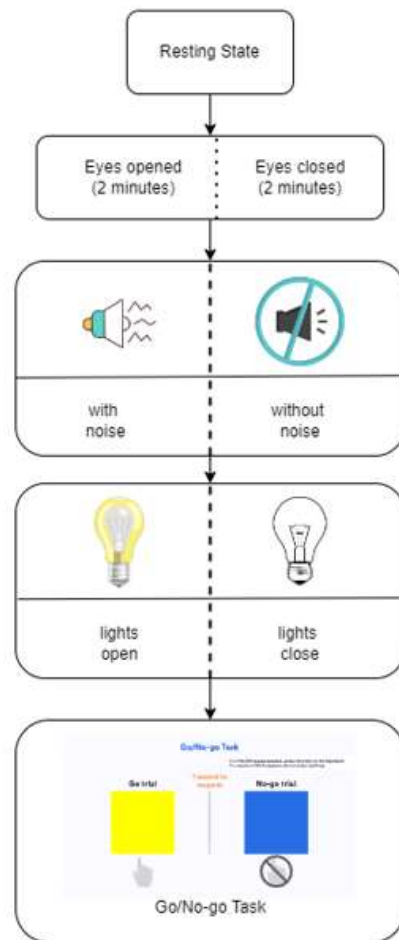 Resting State
Eyes opened
(2 minutes)
Eyes closed
(2 minutes)
with
noise
without
noise
lights
open
lights
close
Go/No-go Task
Go trial
No-go trial
Go/No-go Task